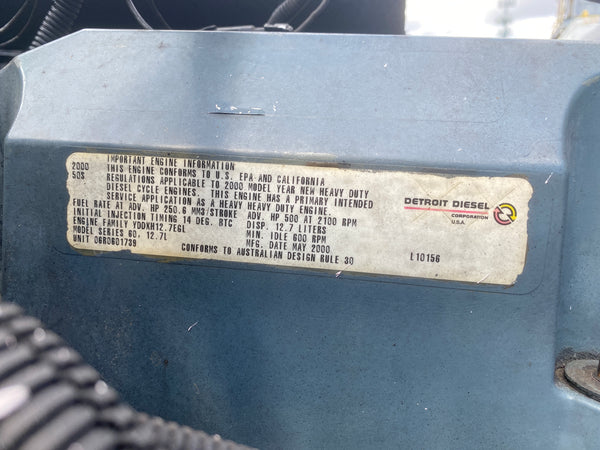 IMPORTANT ENGINE INFORMATION
2000 THIS ENGINE CONFORMS TO U.S. EPA AND CALIFORNIA
50S REGULATIONS APPLICABLE TO 2000 MODEL YEAR NEW HEAVY DUTY
DIESEL CYCLE ENGINES. THIS ENGINE HAS A PRIMARY INTENDED
SERVICE APPLICATION AS A HEAVY HEAVY DUTY ENGINE.
FUEL RATE AT ADV. HP 250.6 MM3/STROKE ADV. HP 500 AT 2100 RPM
INITIAL INJECTION TIMING 4 DEG. BTC DISP. 12.7 LITERS
ENGINE FAMILY YDDXH12.7EGL MIN. IDLE 600 RPM
MODEL SERIES 60, 12.7L MFG. DATE MAY 2000
UNIT 06R0601739 CONFORMS TO AUSTRALIAN DESIGN RULE 30
L10156
DETROIT DIESEL
CORPORATION
U.S.A.